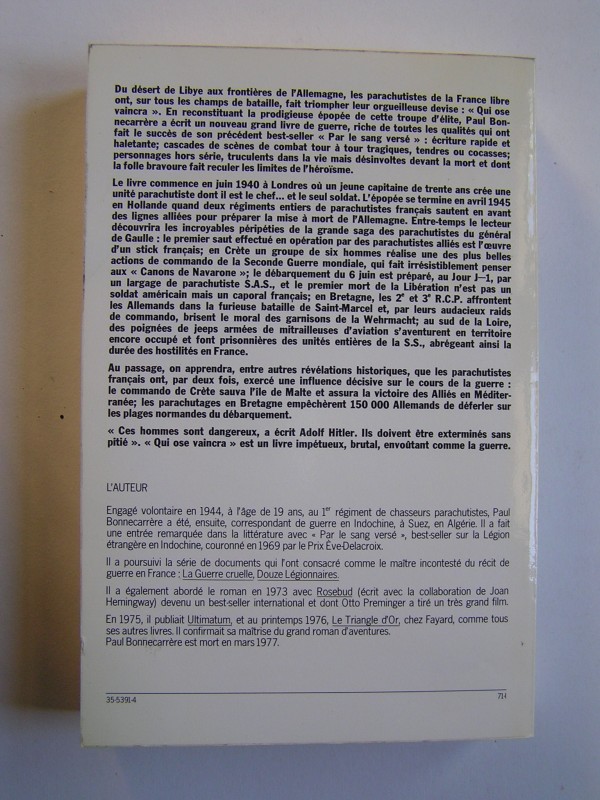 Du désert de Libye aux frontières de l'Allemagne, les parachutistes de la France libre
ont, sur tous les champs de bataille, fait triompher leur orgueilleuse devise : « Qui ose
vaincra ». En reconstituant la prodigieuse épopée de cette troupe d'élite, Paul Bon-
necarrère a écrit un nouveau grand livre de guerre, riche de toutes les qualités qui ont
fait le succès de son précédent best-seller « Par le sang versé » : écriture rapide et
haletante; cascades de scènes de combat tour à tour tragiques, tendres ou cocasses;
personnages hors série, truculents dans la vie mais désinvoltes devant la mort et dont
la folle bravoure fait reculer les limites de l'héroïsme.
Le livre commence en juin 1940 à Londres où un jeune capitaine de trente ans crée une
unité parachutiste dont il est le chef... et le seul soldat. L'épopée se termine en avril 1945
en Hollande quand deux régiments entiers de parachutistes français sautent en avant
des lignes alliées pour préparer la mise à mort de l'Allemagne. Entre-temps le lecteur
découvrira les incroyables péripéties de la grande saga des parachutistes du général
de Gaulle : le premier saut effectué en opération par des parachutistes alliés est l'œuvre
d'un stick français; en Crète un groupe de six hommes réalise une des plus belles
actions de commando de la Seconde Guerre mondiale, qui fait irrésistiblement penser
aux « Canons de Navarone »; le débarquement du 6 juin est préparé, au Jour J—1, par
un largage de parachutiste S.A.S., et le premier mort de la Libération n'est pas un
soldat américain mais un caporal français; en Bretagne, les 2e et 3e R.C.P. affrontent
les Allemands dans la furieuse bataille de Saint-Marcel et, par leurs audacieux raids
de commando, brisent le moral des garnisons de la Wehrmacht; au sud de la Loire,
des poignées de jeeps armées de mitrailleuses d'aviation s'aventurent en territoire
encore occupé et font prisonnières des unités entières de la S.S., abrégeant ainsi la
durée des hostilités en France.
Au passage, on apprendra, entre autres révélations historiques, que les parachutistes
français ont, par deux fois, exercé une influence décisive sur le cours de la guerre :
le commando de Crète sauva l'île de Malte et assura la victoire des Alliés en Méditer-
ranée; les parachutages en Bretagne empêchèrent 150 000 Allemands de déferler sur
les plages normandes du débarquement.
« Ces hommes sont dangereux, a écrit Adolf Hitler. Ils doivent être exterminés sans
pitié ». « Qui ose vaincra » est un livre impétueux, brutal, envoûtant comme la guerre.
L'AUTEUR
Engagé volontaire en 1944, à l'âge de 19 ans, au 1er régiment de chasseurs parachutistes, Paul
Bonnecarrère a été, ensuite, correspondant de guerre en Indochine, à Suez, en Algérie. Il a fait
une entrée remarquée dans la littérature avec « Par le sang versé », best-seller sur la Légion
étrangère en Indochine, couronné en 1969 par le Prix Ève-Delacroix.
Il a poursuivi la série de documents qui l'ont consacré comme le maître incontesté du récit de
guerre en France : La Guerre cruelle, Douze Légionnaires.
Il a également abordé le roman en 1973 avec Rosebud (écrit avec la collaboration de Joan
Hemingway) devenu un best-seller international et dont Otto Preminger a tiré un très grand film.
En 1975, il publiait Ultimatum, et au printemps 1976, Le Triangle d'Or, chez Fayard, comme tous
ses autres livres. Il confirmait sa maîtrise du grand roman d'aventures.
Paul Bonnecarrère est mort en mars 1977.
35-5391-4